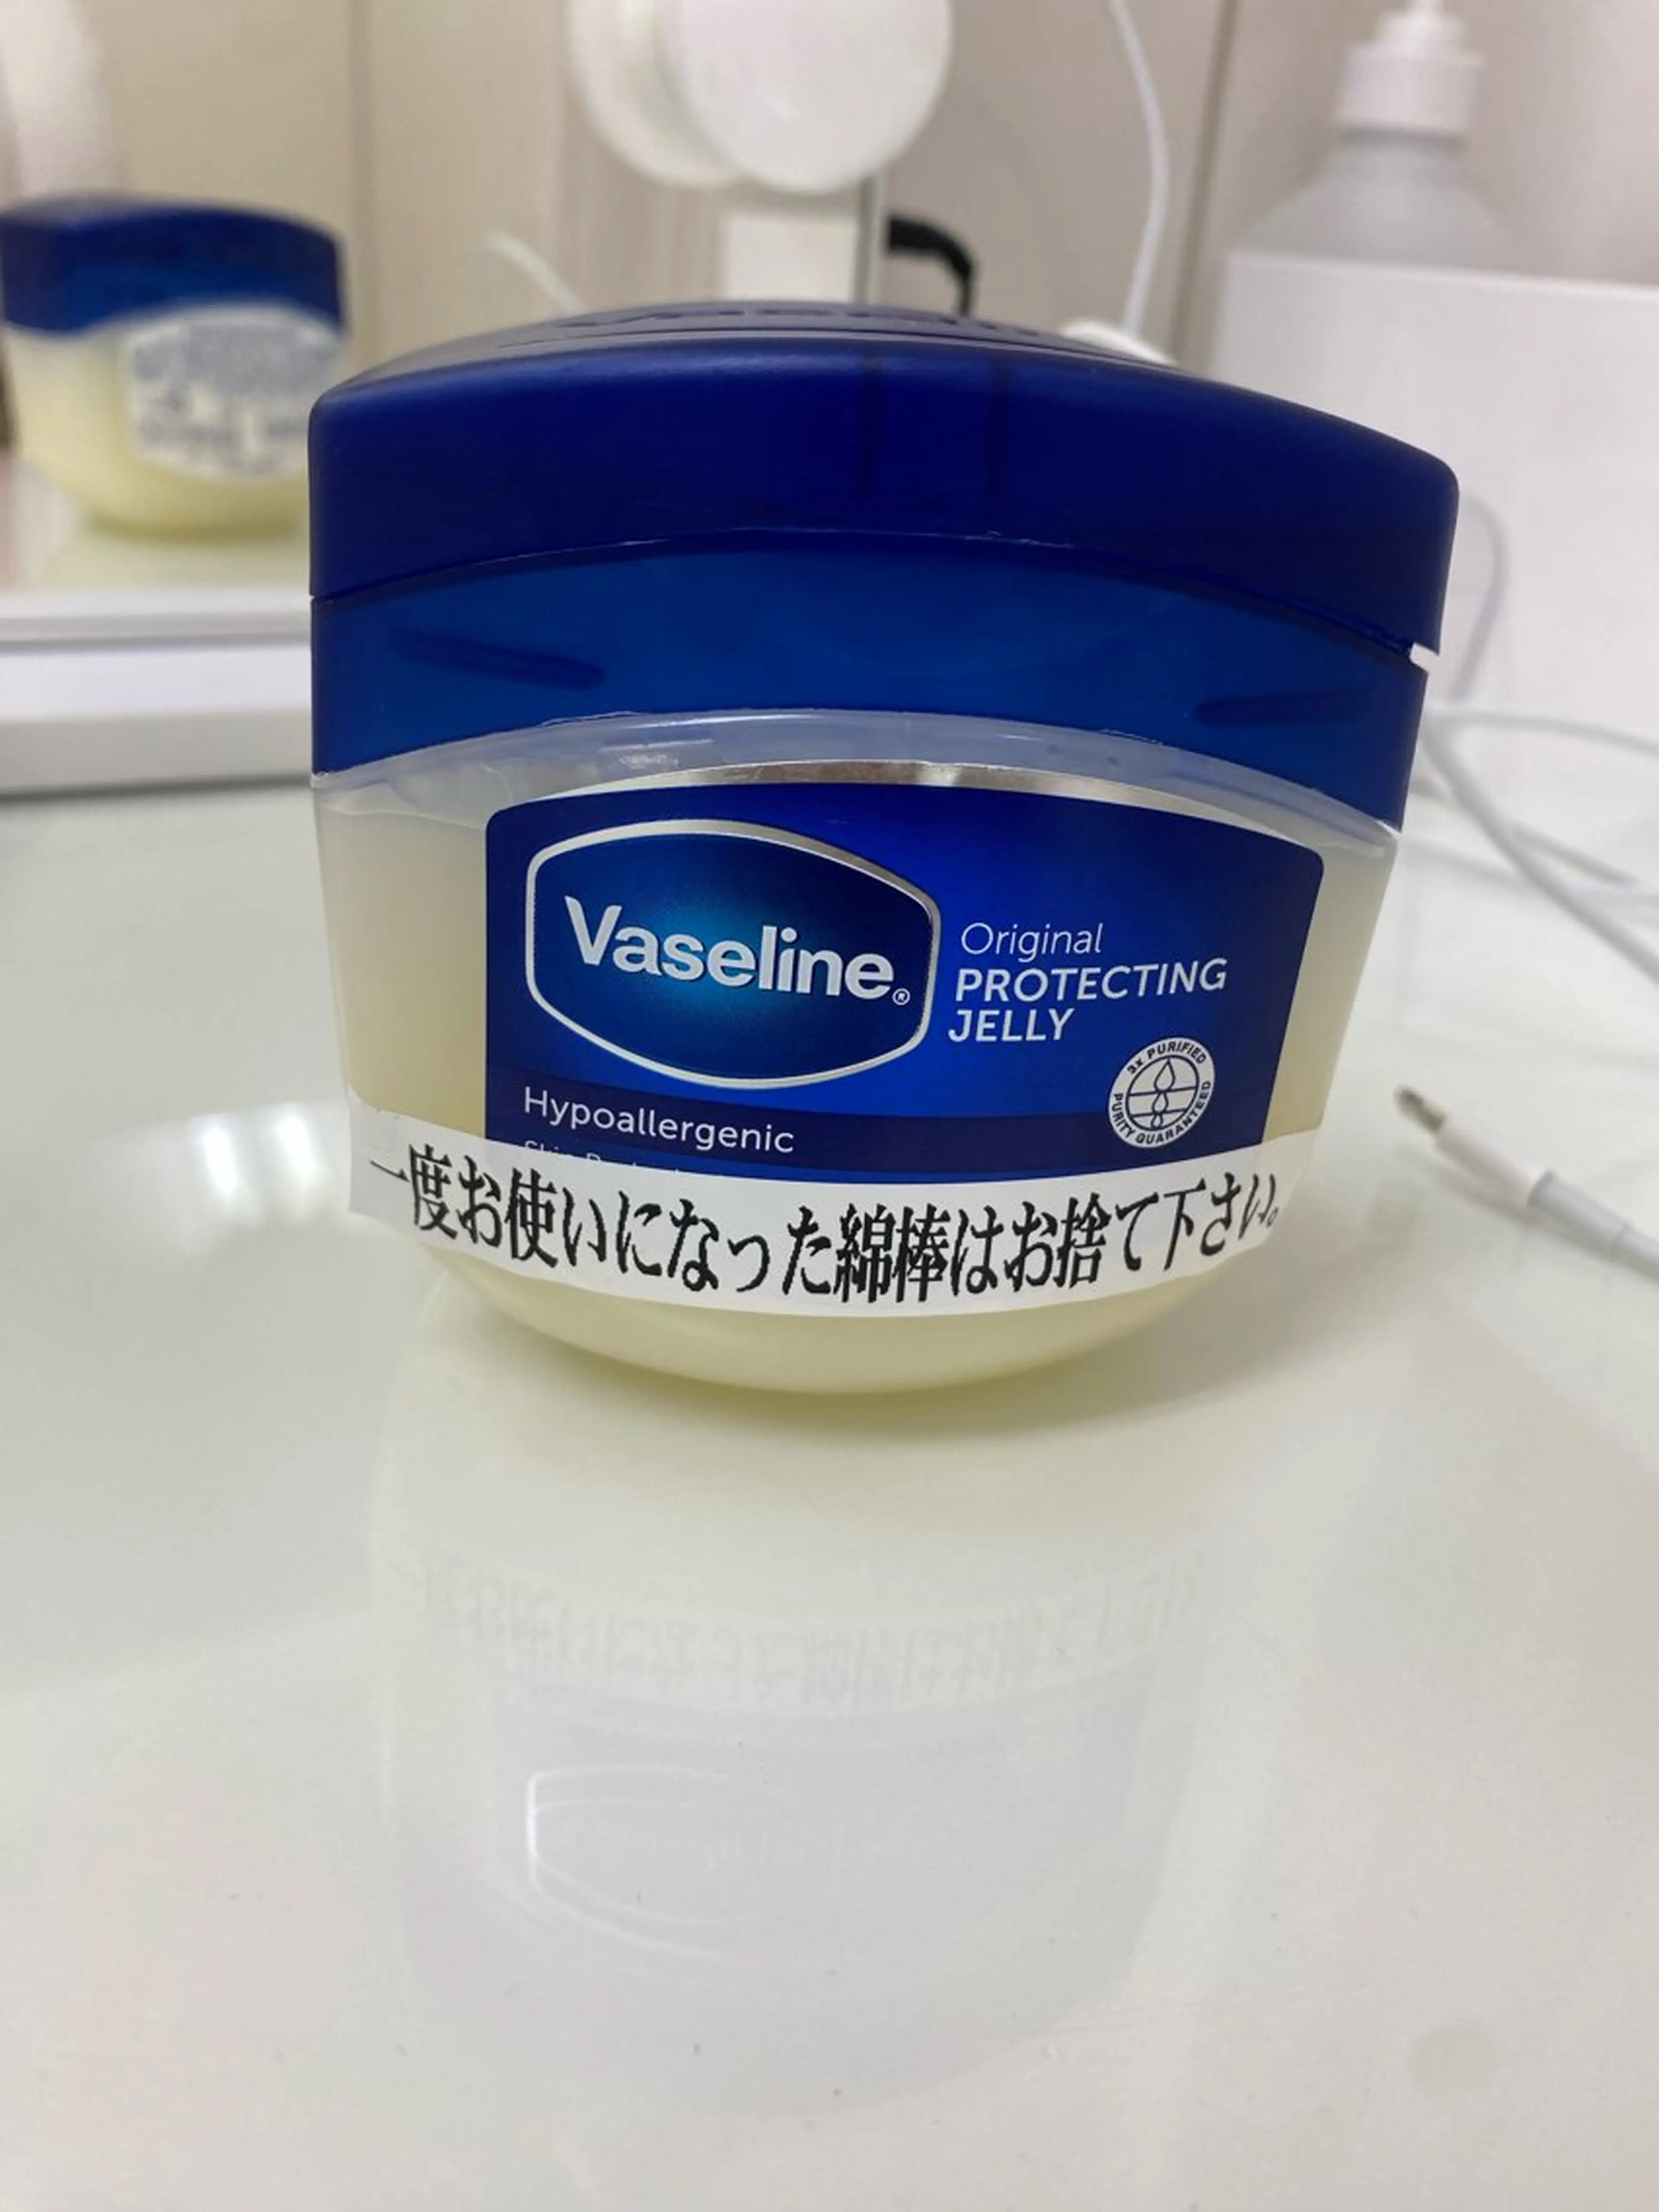 Vaseline®
Original
PROTECTING
JELLY
3x PURIFIED
PURITY GUARANTEED
Hypoallergenic
一度お使いになった綿棒はお捨て下さい。